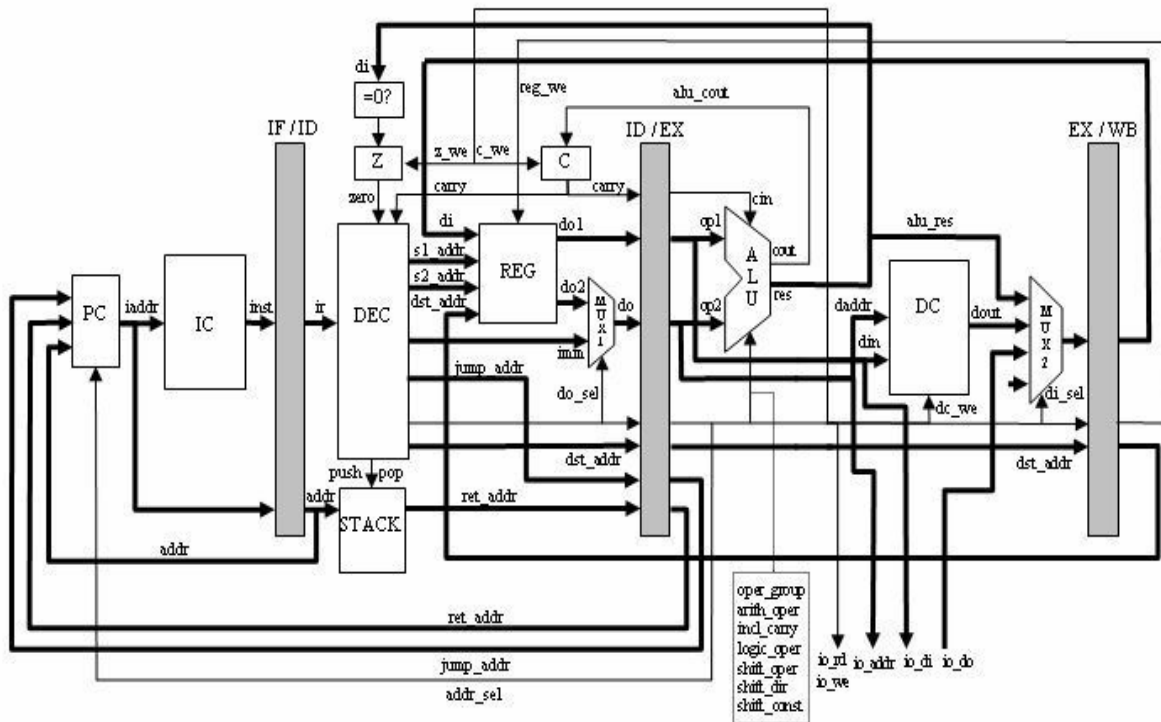 di
=0?
reg_we
alu_cout
IF / ID
ID / EX
EX / WB
Z
z_we
c_we
C
zero
carry
carry
cin
di
do1
op1
cout
alu_res
s1_addr
s2_addr
dst_addr
REG
do2
MUX1
do
op2
ALU
res
daddr
DC
dout
din
MUX2
PC
iaddr
IC
inst
ir
DEC
imm
jump_addr
do_sel
dc_we
di_sel
dst_addr
dst_addr
push
pop
addr
STACK
ret_addr
addr
ret_addr
jump_addr
addr_sel
oper_group
arith_oper
incl_carry
logic_oper
shift_oper
shift_dir
shift_const
io_rd
io_we
io_addr
io_di
io_do